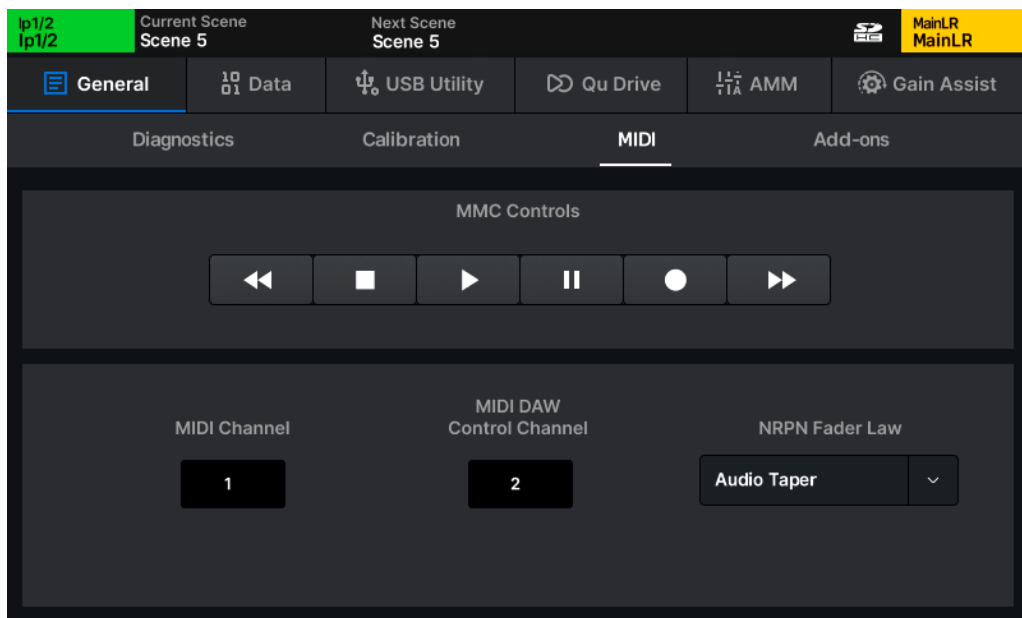 Ip1/2
Ip1/2
Current Scene
Scene 5
Next Scene
Scene 5
MainLR
MainLR
General
Data
USB Utility
Qu Drive
AMM
Gain Assist
Diagnostics
Calibration
MIDI
Add-ons
MMC Controls
MIDI Channel
1
MIDI DAW
Control Channel
2
NRPN Fader Law
Audio Taper